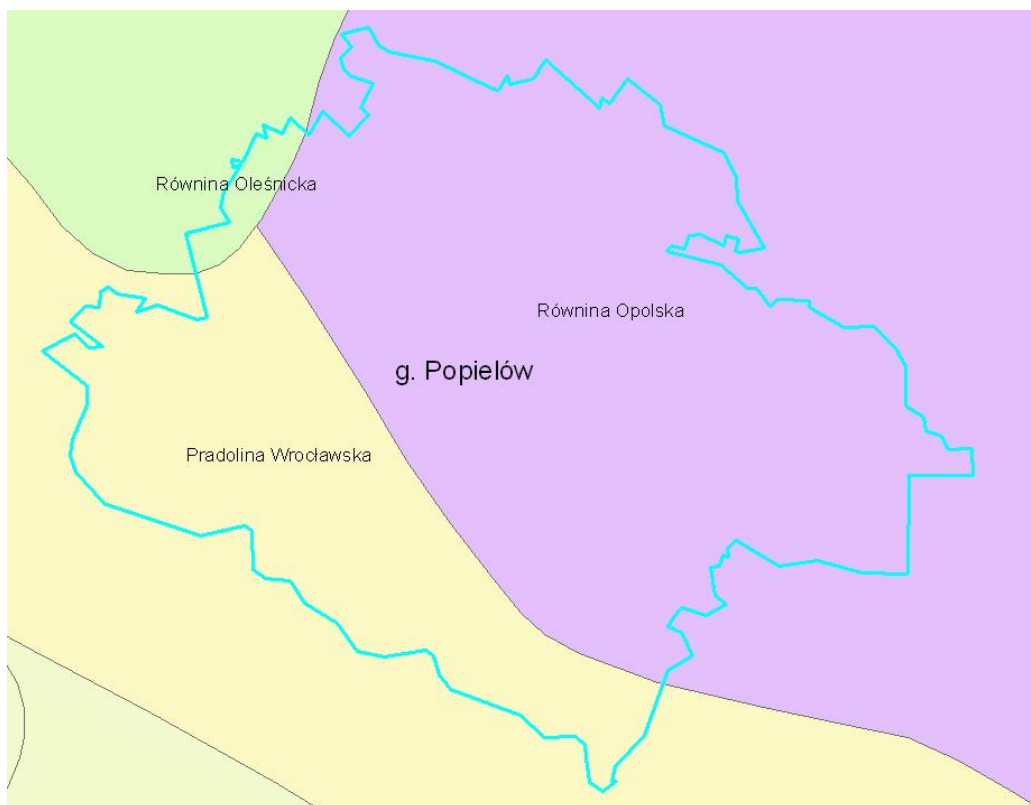 Równina Oleśnicka
Równina Opolska
g. Popielów
Pradolina Wrocławska